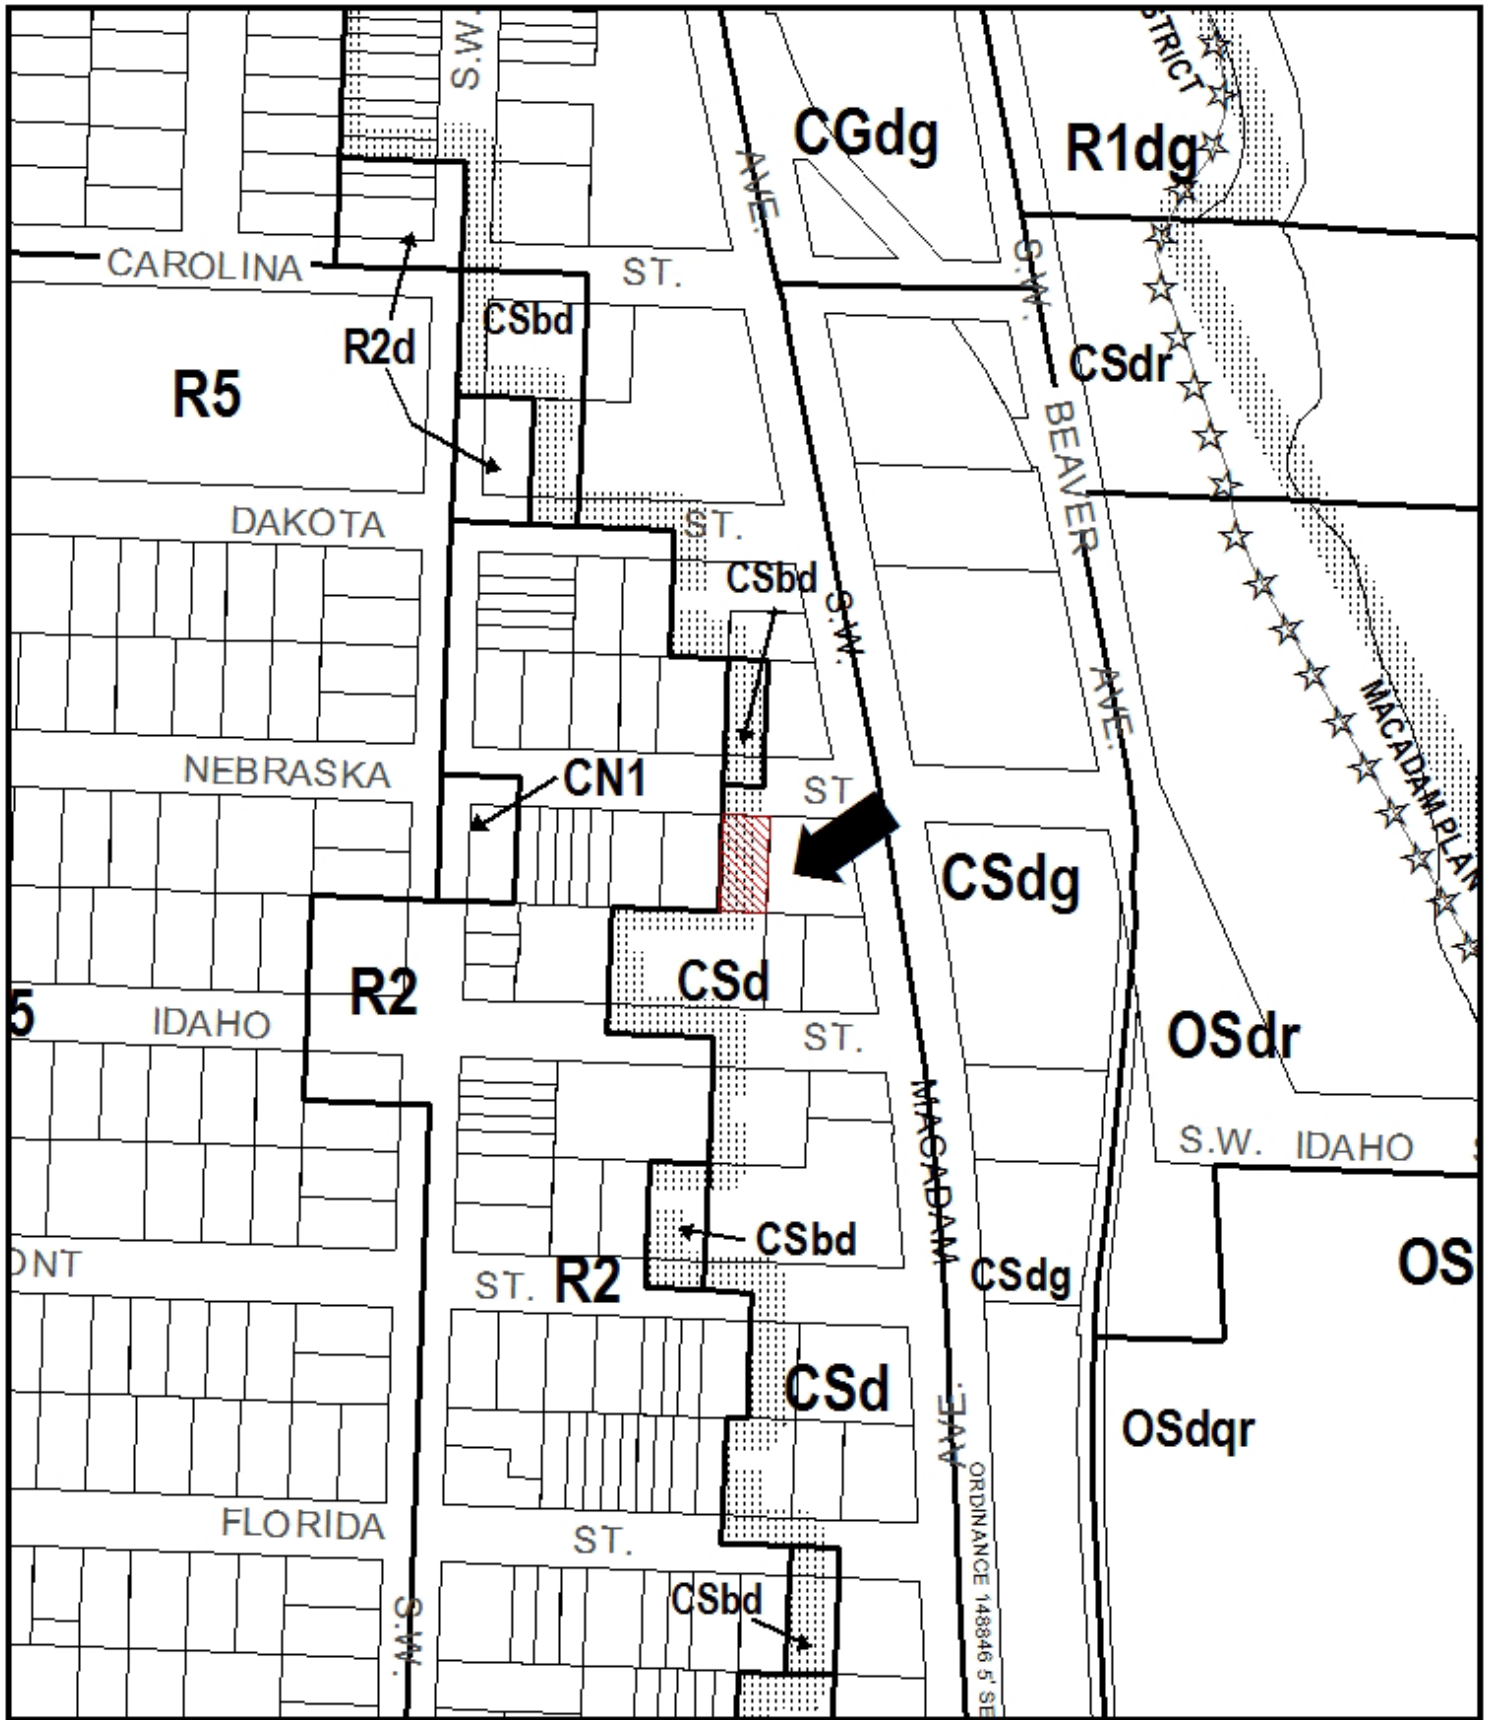 S.W.
STRICT
CGdg
R1dg
AVE.
CAROLINA
ST.
S.W.
CSbd
R2d
CSdr
R5
BEAVER
DAKOTA
ST.
CSbd
S.W.
AVE.
MACADAM PLAN
NEBRASKA
CN1
ST
CSdg
R2
CSd
5
IDAHO
ST.
OSdr
MACADAM
S.W. IDAHO
CSbd
OS
ONT
ST.
R2
CSdg
CSd
AVE.
OSdqr
ORDINANCE 148846 5' SE
FLORIDA
ST.
CSbd
S.W.